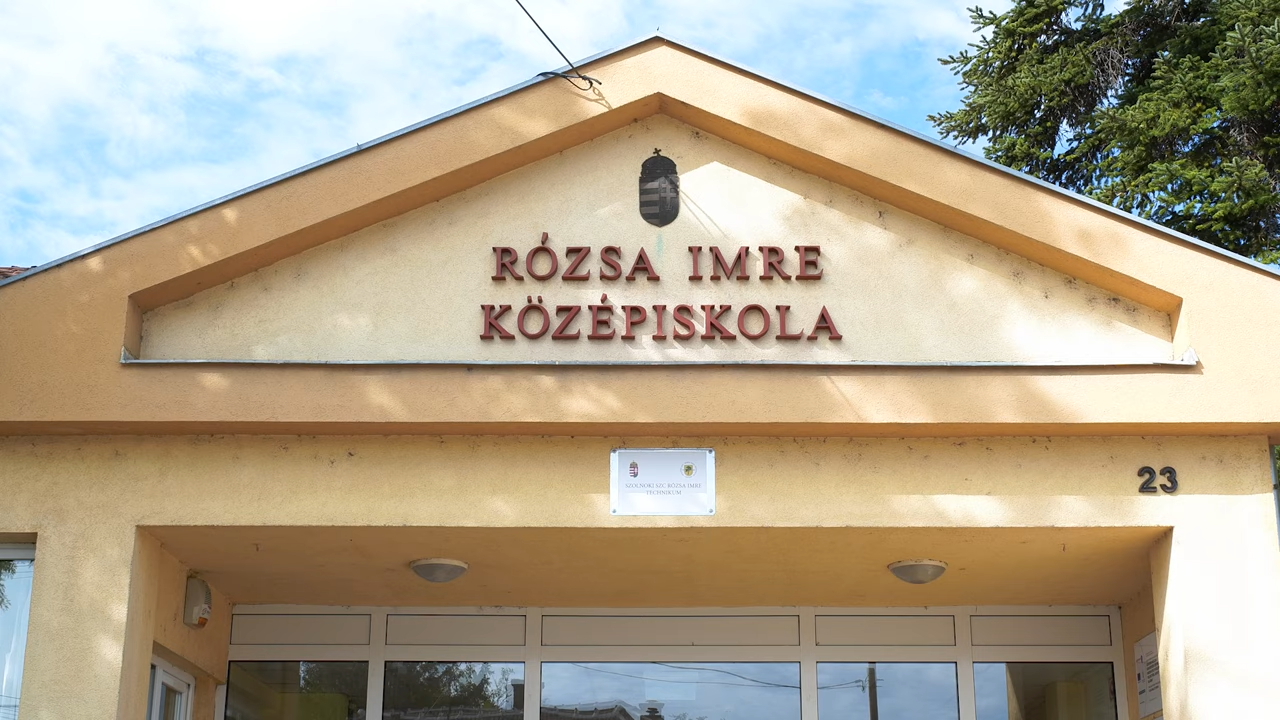 RÓZSA IMRE
KÖZÉPISKOLA
SZOLNOKI SZC RÓZSA IMRE
TECHNIKUM
23